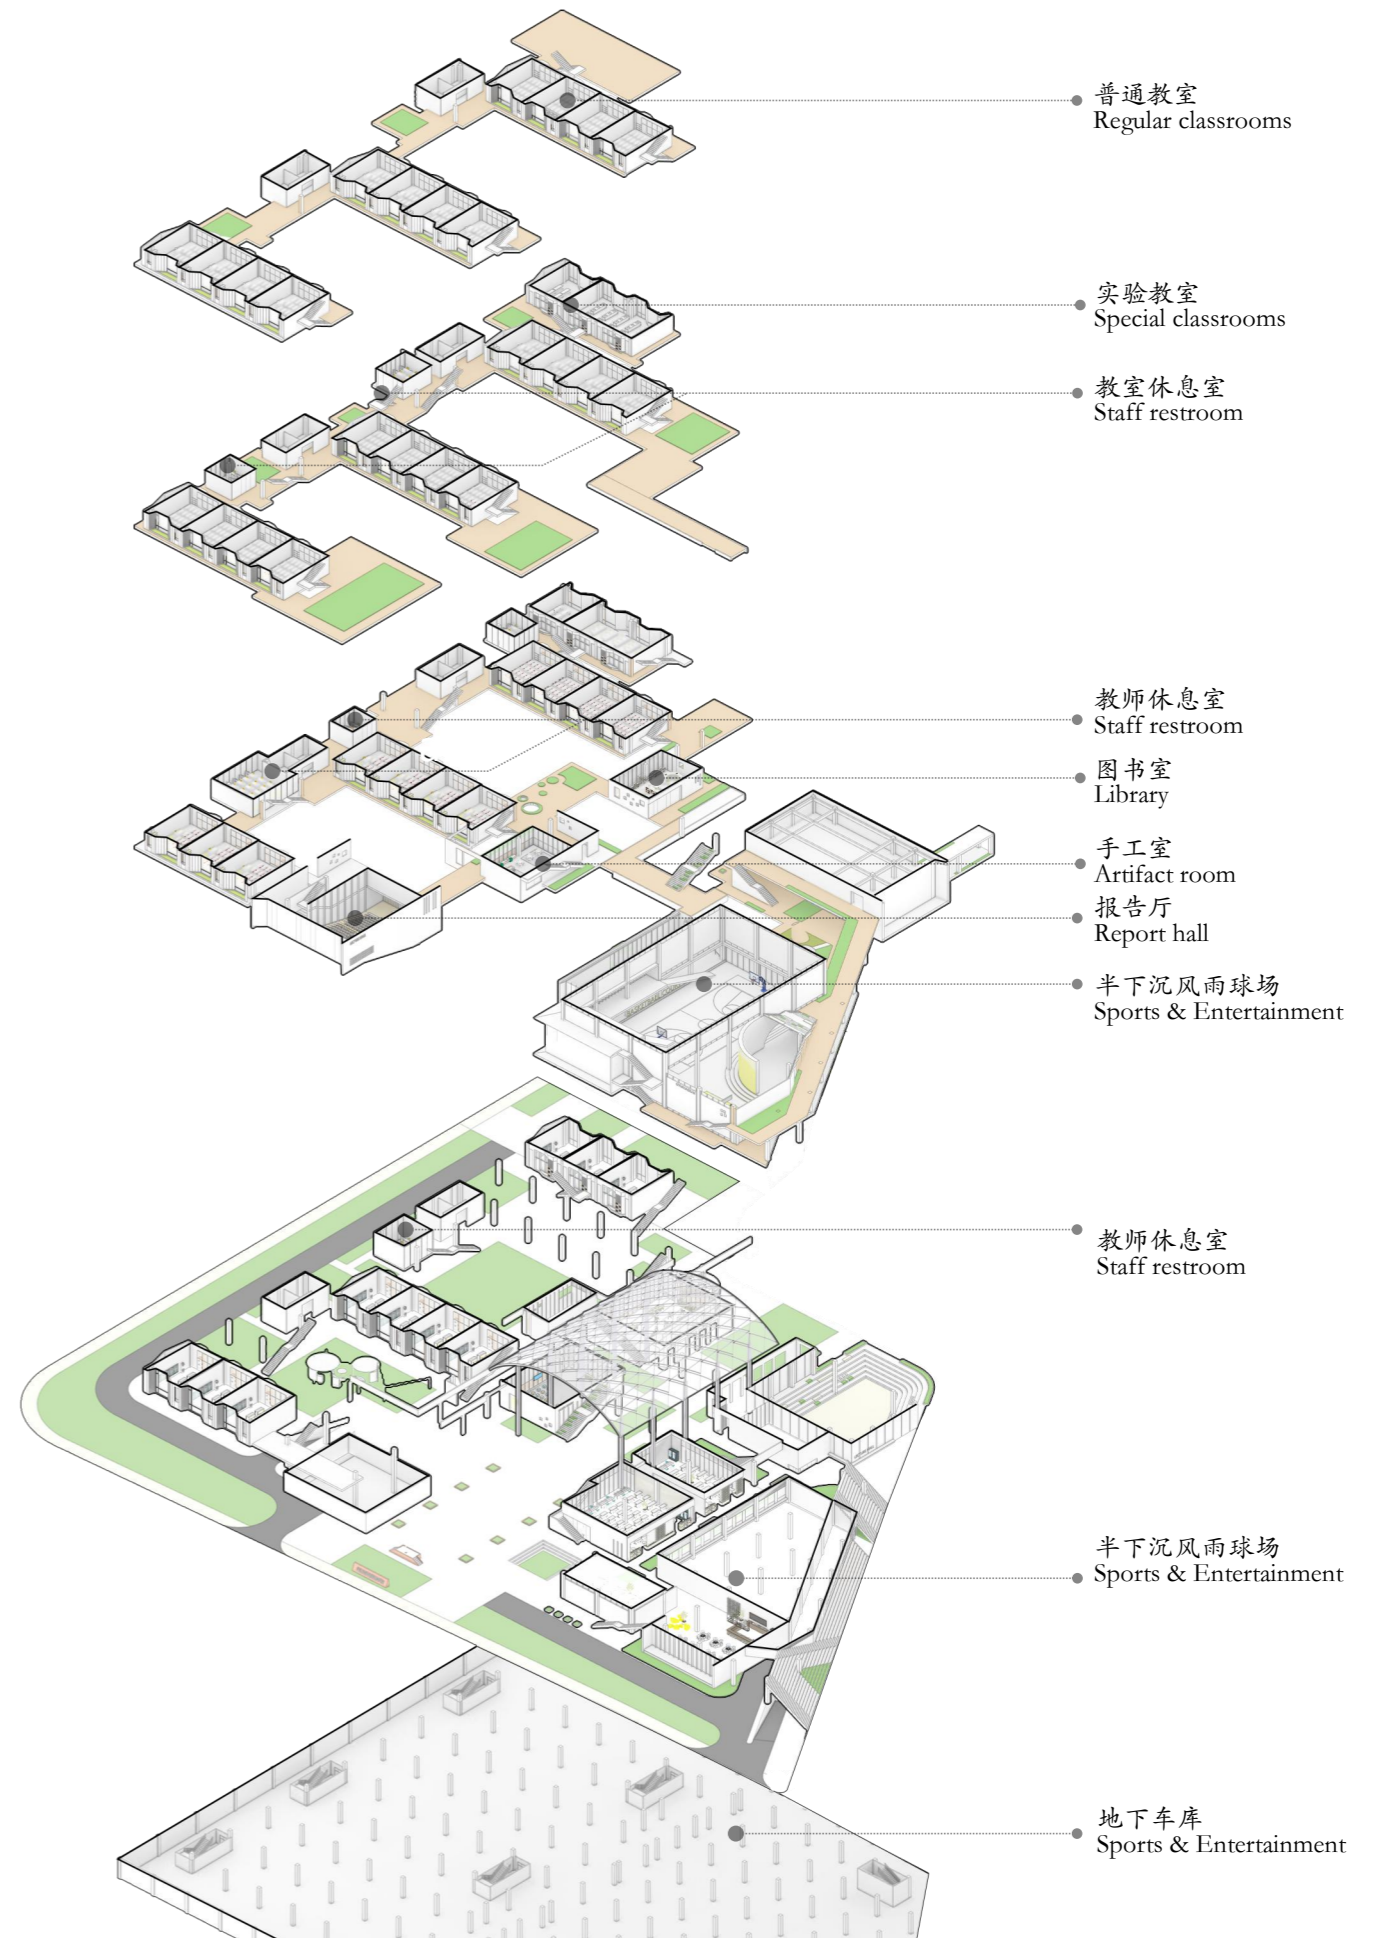 普通教室
Regular classrooms
实验教室
Special classrooms
教室休息室
Staff restroom
教师休息室
Staff restroom
图书室
Library
手工室
Artifact room
报告厅
Report hall
半下沉风雨球场
Sports & Entertainment
教师休息室
Staff restroom
半下沉风雨球场
Sports & Entertainment
地下车库
Sports & Entertainment